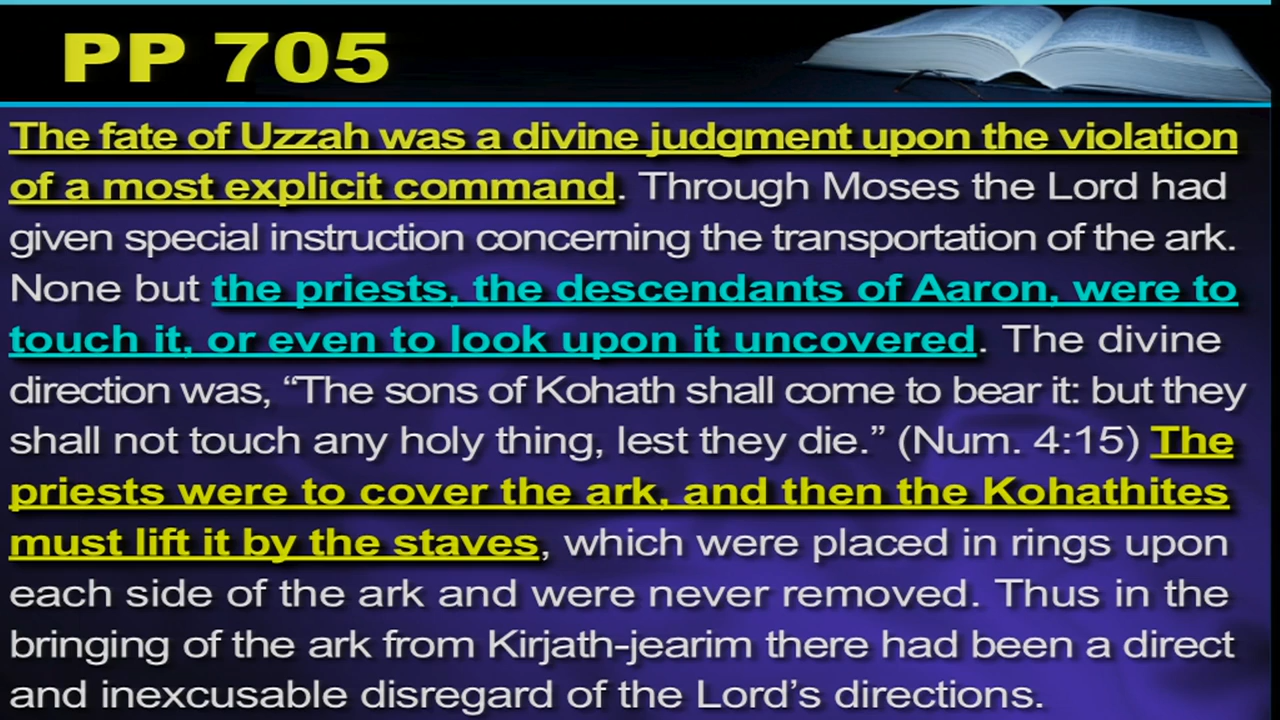 PP 705
The fate of Uzzah was a divine judgment upon the violation
of a most explicit command. Through Moses the Lord had
given special instruction concerning the transportation of the ark.
None but the priests, the descendants of Aaron, were to
touch it, or even to look upon it uncovered. The divine
direction was, “The sons of Kohath shall come to bear it: but they
shall not touch any holy thing, lest they die.” (Num. 4:15) The
priests were to cover the ark, and then the Kohathites
must lift it by the staves, which were placed in rings upon
each side of the ark and were never removed. Thus in the
bringing of the ark from Kirjath-jearim there had been a direct
and inexcusable disregard of the Lord’s directions.